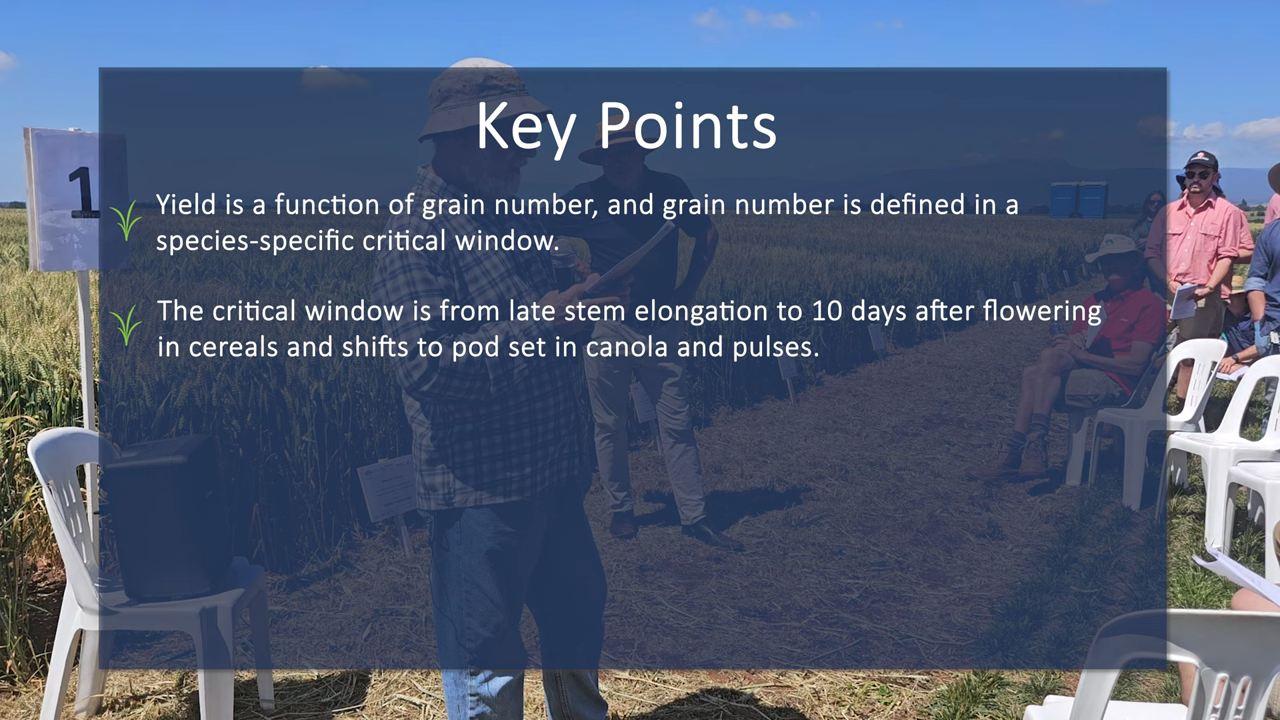 Key Points
1
Yield is a function of grain number, and grain number is defined in a
species-specific critical window.
The critical window is from late stem elongation to 10 days after flowering
in cereals and shifts to pod set in canola and pulses.